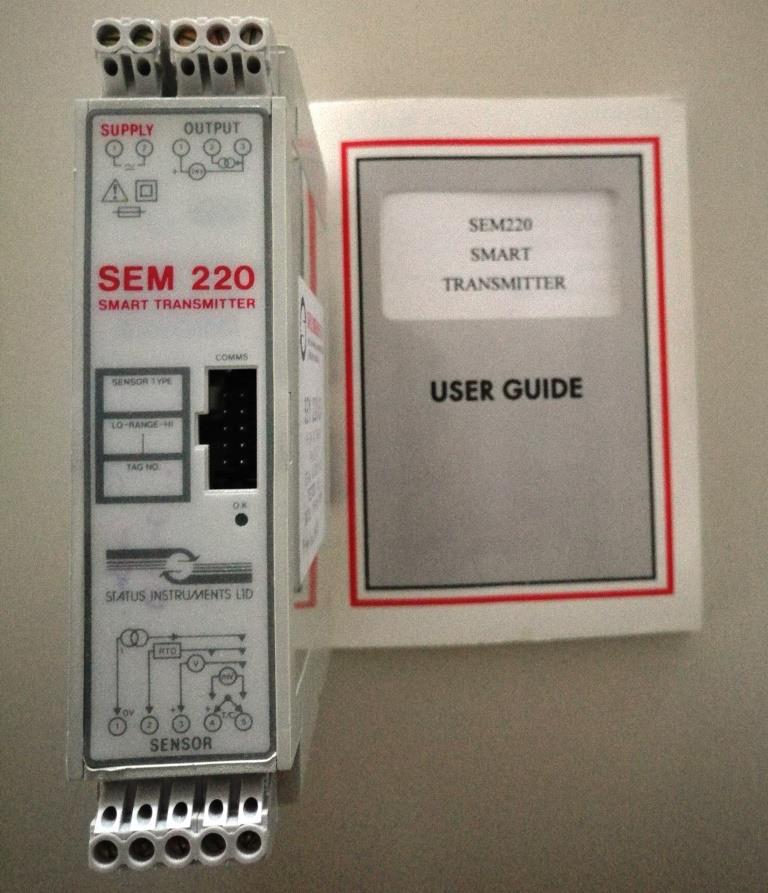 SUPPLY OUTPUT
1 2 1 2 3
+ mA
SEM 220
SMART TRANSMITTER
COMMS
SENSOR TYPE
LO-RANGE-HI
TAG NO.
O.K
STATUS INSTRUMENTS LTD
RTD
V
mV
0V + + T/C
1 2 3 4 5
SENSOR
SEM220
SMART
TRANSMITTER
USER GUIDE